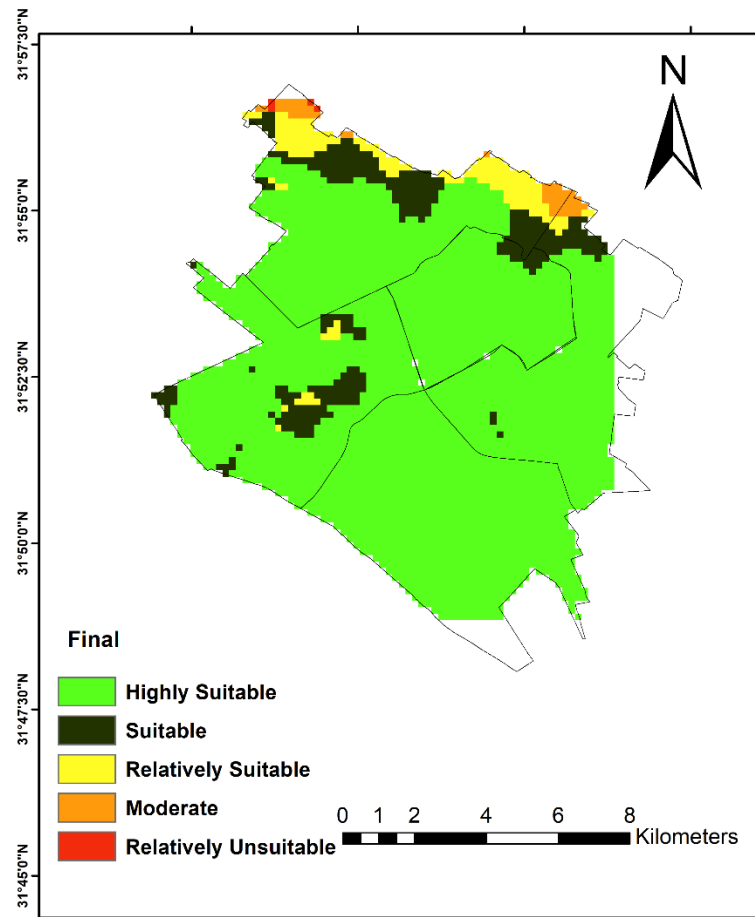 31°57'30"N
N
31°55'0"N
31°52'30"N
31°50'0"N
31°47'30"N
31°45'0"N
Final
Highly Suitable
Suitable
Relatively Suitable
Moderate
Relatively Unsuitable
0 1 2 4 6 8
Kilometers